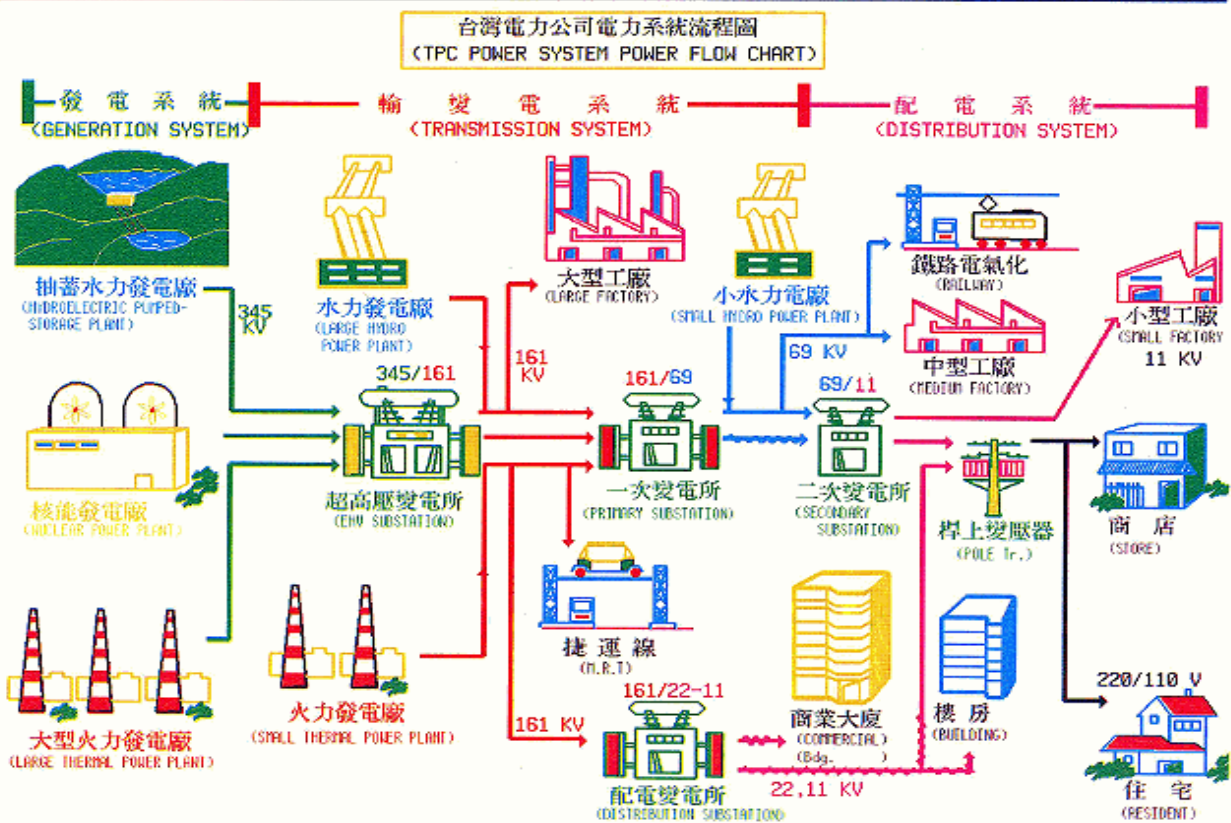 台灣電力公司電力系統流程圖
(TPC POWER SYSTEM POWER FLOW CHART)
發電系統
(GENERATION SYSTEM)
輸變電系統
(TRANSMISSION SYSTEM)
配電系統
(DISTRIBUTION SYSTEM)
抽蓄水力發電廠
(HYDROELECTRIC PUMPED-
STORAGE PLANT)
345
KV
水力發電廠
(LARGE HYDRO
POWER PLANT)
161
KV
大型工廠
(LARGE FACTORY)
小水力電廠
(SMALL HYDRO POWER PLANT)
69 KV
鐵路電氣化
(RAILWAY)
中型工廠
(MEDIUM FACTORY)
小型工廠
(SMALL FACTORY
11 KV
核能發電廠
(NUCLEAR POWER PLANT)
345/161
超高壓變電所
(EHV SUBSTATION)
161/69
一次變電所
(PRIMARY SUBSTATION)
69/11
二次變電所
(SECONDARY
SUBSTATION)
桿上變壓器
(POLE Tr.)
商店
(STORE)
大型火力發電廠
(LARGE THERMAL POWER PLANT)
火力發電廠
(SMALL THERMAL POWER PLANT)
捷運線
(M.R.T)
161 KV
161/22-11
配電變電所
(DISTRIBUTION SUBSTATION)
商業大廈
(COMMERCIAL)
(Bdg. )
樓房
(BUILDING)
22,11 KV
220/110 V
住宅
(RESIDENT)